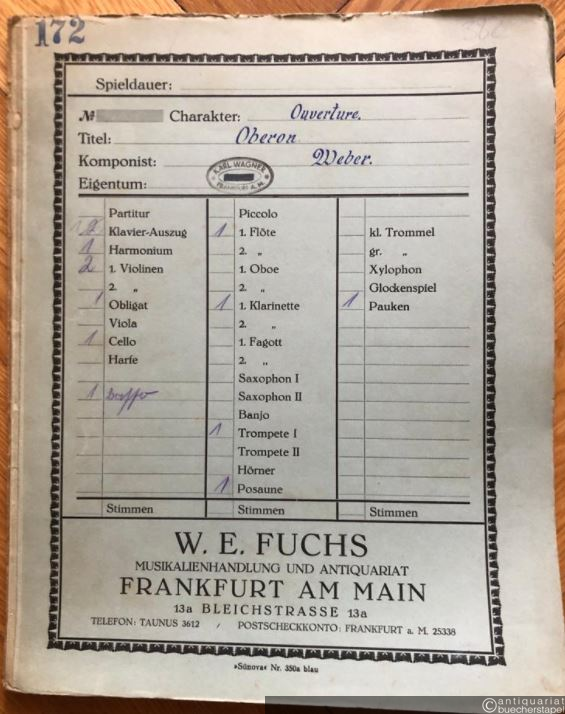 172
Spieldauer:
№ Charakter: Ouverture.
Titel: Oberon
Komponist: Weber.
Eigentum:
KARL WAGNER
FRANKFURT A. M.
Partitur
2 Klavier-Auszug
1 Harmonium
2 1. Violinen
2. „
1 Obligat
Viola
1 Cello
Harfe
1
Stimmen
Piccolo
1 1. Flöte
2. „
1. Oboe
2. „
1 1. Klarinette
2. „
1. Fagott
2. „
Saxophon I
Saxophon II
Banjo
1 Trompete I
Trompete II
Hörner
1 Posaune
Stimmen
kl. Trommel
gr. „
Xylophon
Glockenspiel
1 Pauken
Stimmen
W. E. FUCHS
MUSIKALIENHANDLUNG UND ANTIQUARIAT
FRANKFURT AM MAIN
13a BLEICHSTRASSE 13a
TELEFON: TAUNUS 3612 / POSTSCHECKKONTO: FRANKFURT a. M. 25338
»Sünova« Nr. 350a blau
antiquariat
buecherstapel